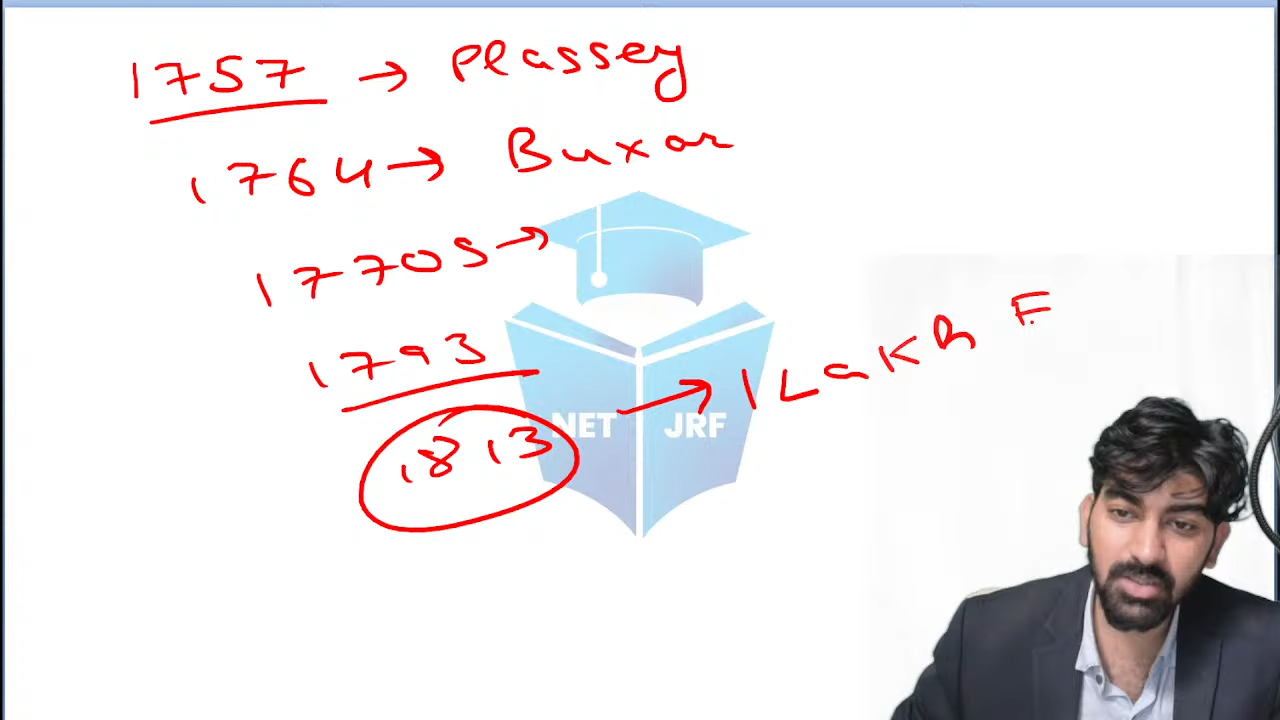 1757 → Plassey
1764 → Buxar
1770s →
1793
1813 → 1 Lakh E
NET JRF